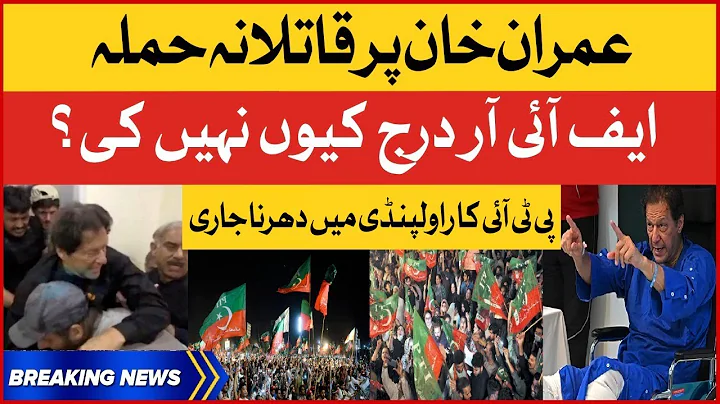 عمران خان پر قاتلانہ حملہ
ایف آئی آر درج کیوں نہیں کی؟
پی ٹی آئی کا راولپنڈی میں دھرنا جاری
BREAKING NEWS